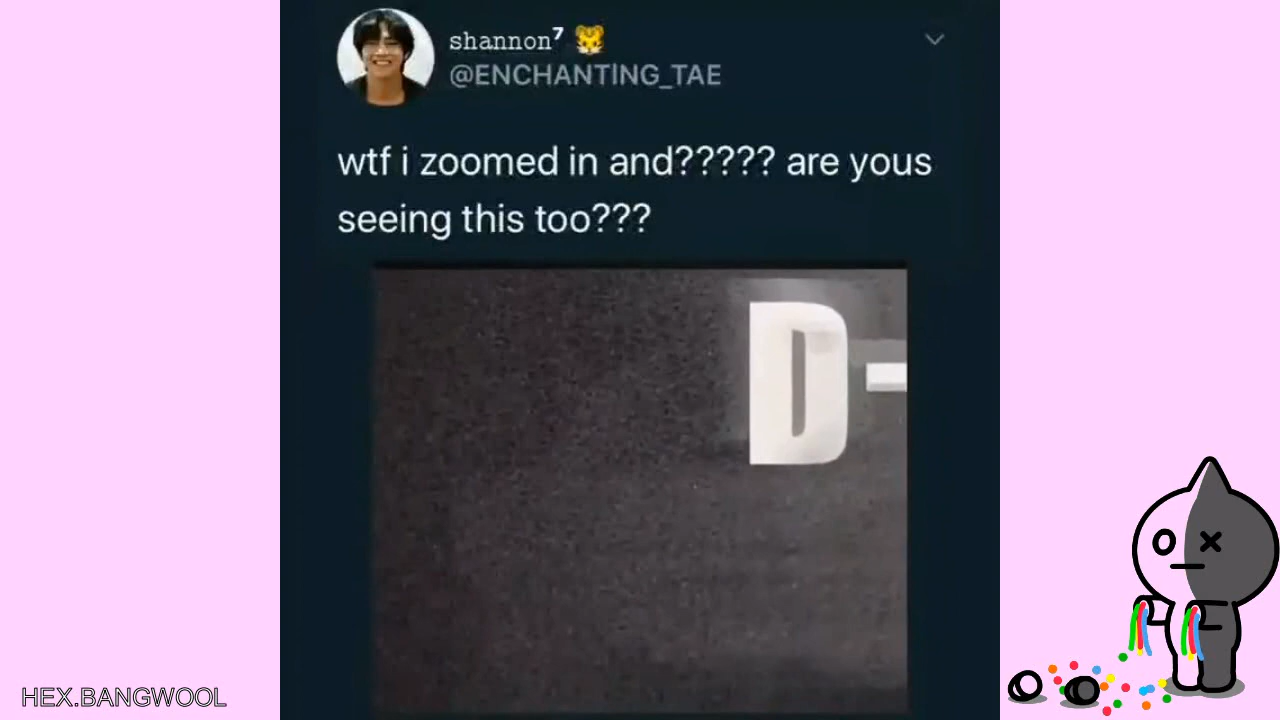 shannon⁷ 🐯
@ENCHANTING_TAE
wtf i zoomed in and????? are yous
seeing this too???
D-
HEX.BANGWOOL